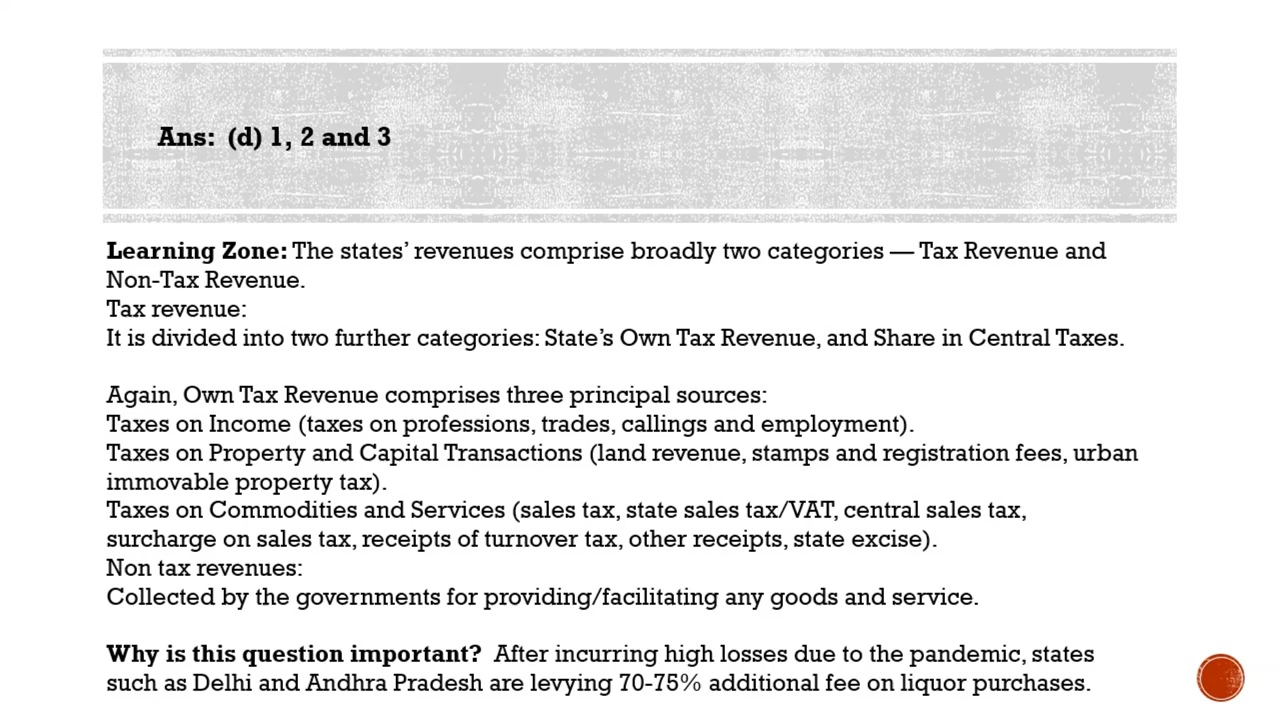 Ans: (d) 1, 2 and 3
Learning Zone: The states’ revenues comprise broadly two categories — Tax Revenue and
Non-Tax Revenue.
Tax revenue:
It is divided into two further categories: State’s Own Tax Revenue, and Share in Central Taxes.
Again, Own Tax Revenue comprises three principal sources:
Taxes on Income (taxes on professions, trades, callings and employment).
Taxes on Property and Capital Transactions (land revenue, stamps and registration fees, urban
immovable property tax).
Taxes on Commodities and Services (sales tax, state sales tax/VAT, central sales tax,
surcharge on sales tax, receipts of turnover tax, other receipts, state excise).
Non tax revenues:
Collected by the governments for providing/facilitating any goods and service.
Why is this question important? After incurring high losses due to the pandemic, states
such as Delhi and Andhra Pradesh are levying 70-75% additional fee on liquor purchases.